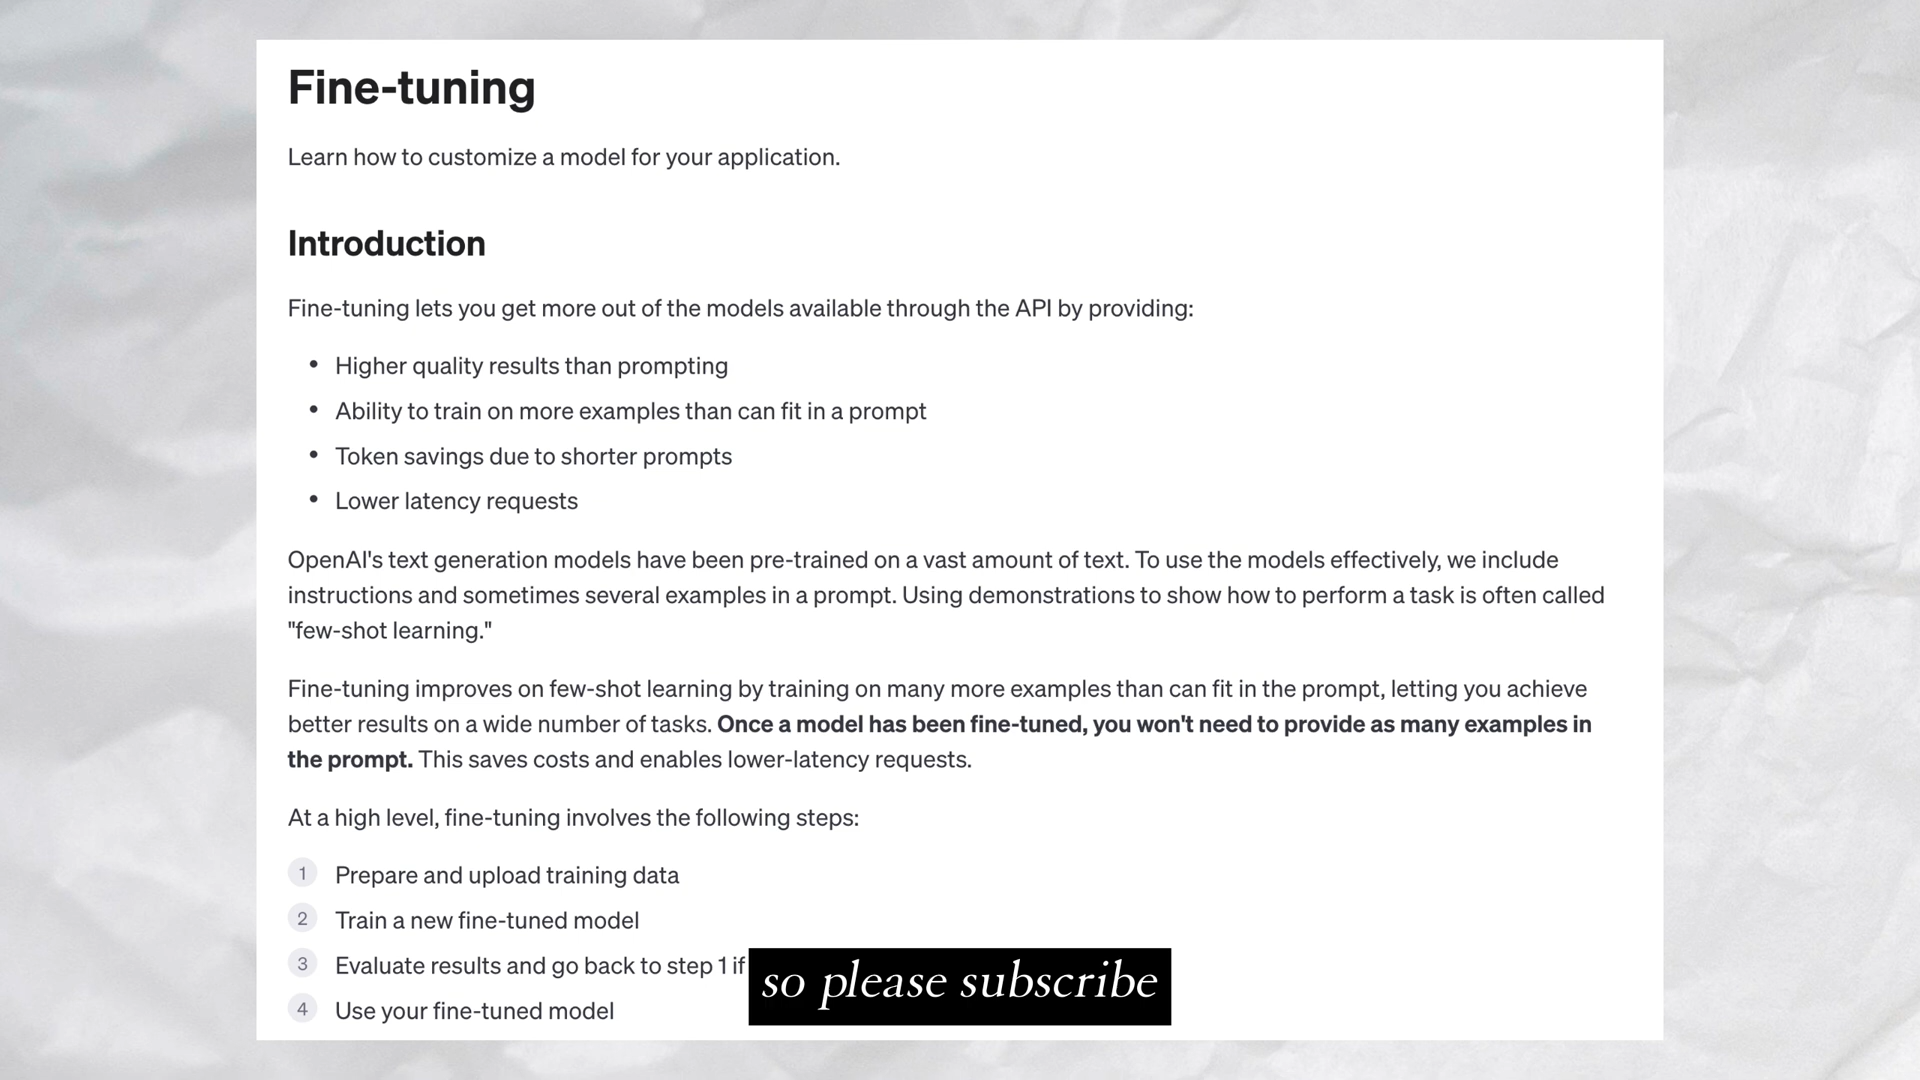 Fine-tuning
Learn how to customize a model for your application.
Introduction
Fine-tuning lets you get more out of the models available through the API by providing:
• Higher quality results than prompting
• Ability to train on more examples than can fit in a prompt
• Token savings due to shorter prompts
• Lower latency requests
OpenAI's text generation models have been pre-trained on a vast amount of text. To use the models effectively, we include
instructions and sometimes several examples in a prompt. Using demonstrations to show how to perform a task is often called
"few-shot learning."
Fine-tuning improves on few-shot learning by training on many more examples than can fit in the prompt, letting you achieve
better results on a wide number of tasks. Once a model has been fine-tuned, you won't need to provide as many examples in
the prompt. This saves costs and enables lower-latency requests.
At a high level, fine-tuning involves the following steps:
1 Prepare and upload training data
2 Train a new fine-tuned model
3 Evaluate results and go back to step 1 if
4 Use your fine-tuned model
so please subscribe